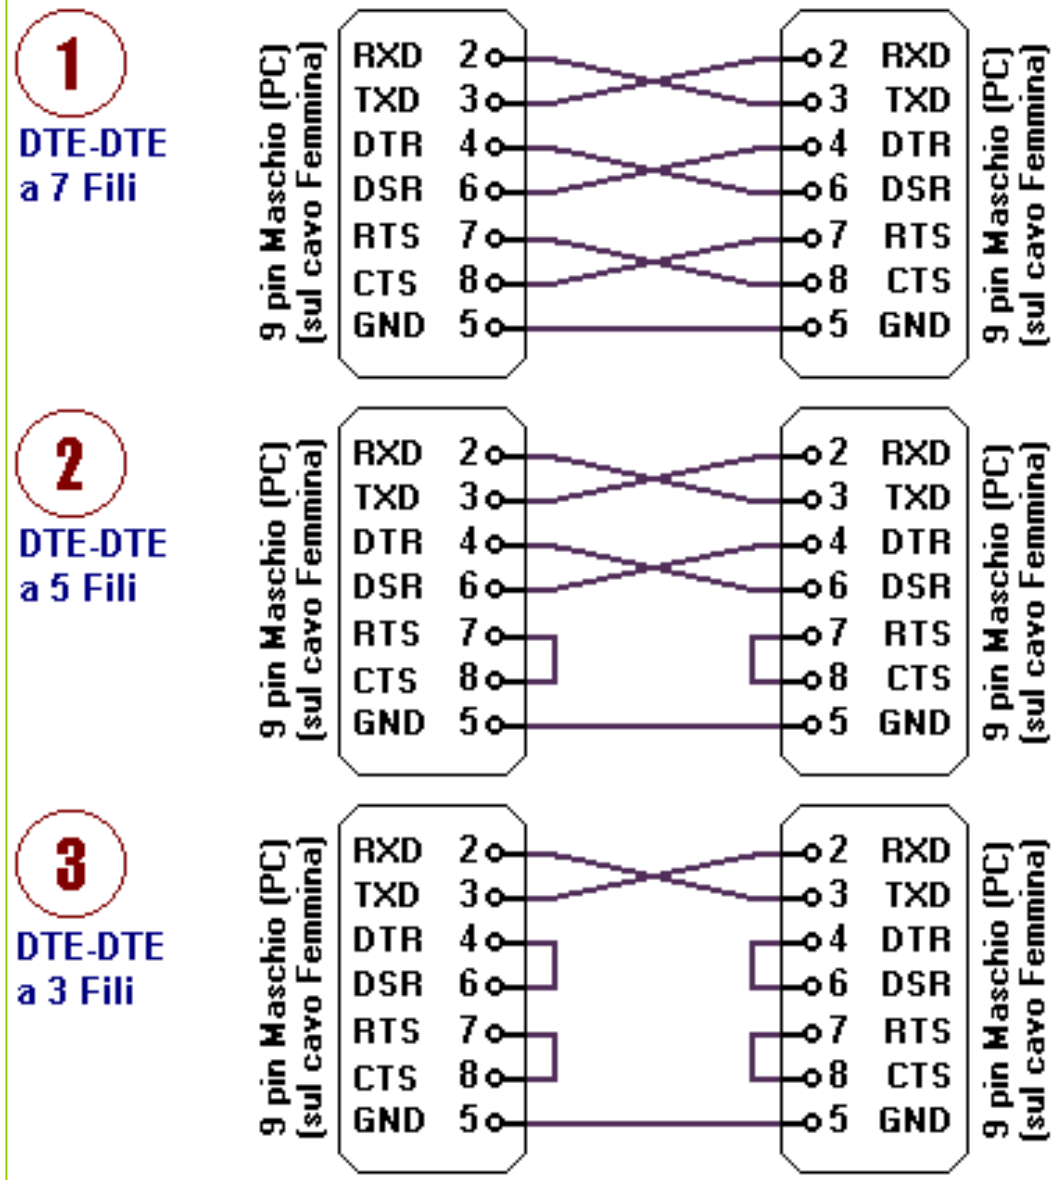 1
DTE-DTE
a 7 Fili
9 pin Maschio (PC)
(sul cavo Femmina)
RXD 2 2 RXD
TXD 3 3 TXD
DTR 4 4 DTR
DSR 6 6 DSR
RTS 7 7 RTS
CTS 8 8 CTS
GND 5 5 GND
9 pin Maschio (PC)
(sul cavo Femmina)
2
DTE-DTE
a 5 Fili
9 pin Maschio (PC)
(sul cavo Femmina)
RXD 2 2 RXD
TXD 3 3 TXD
DTR 4 4 DTR
DSR 6 6 DSR
RTS 7 7 RTS
CTS 8 8 CTS
GND 5 5 GND
9 pin Maschio (PC)
(sul cavo Femmina)
3
DTE-DTE
a 3 Fili
9 pin Maschio (PC)
(sul cavo Femmina)
RXD 2 2 RXD
TXD 3 3 TXD
DTR 4 4 DTR
DSR 6 6 DSR
RTS 7 7 RTS
CTS 8 8 CTS
GND 5 5 GND
9 pin Maschio (PC)
(sul cavo Femmina)